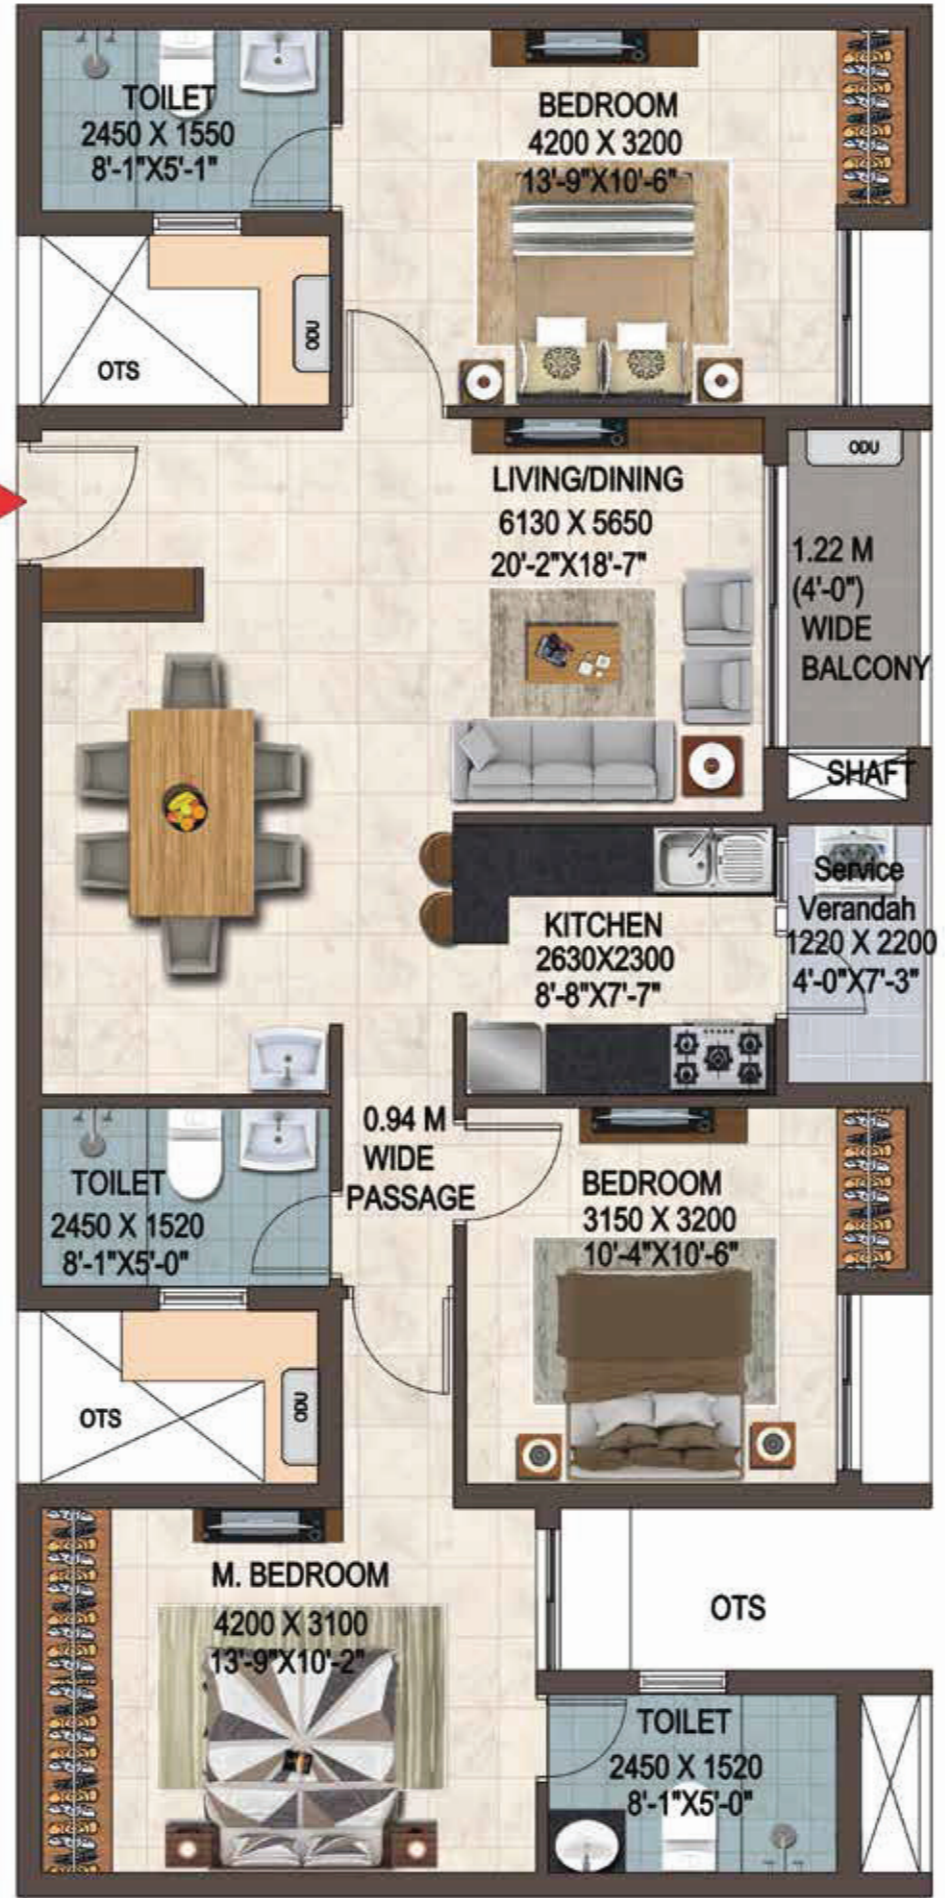 TOILET
2450 X 1550
8'-1"X5'-1"
BEDROOM
4200 X 3200
13'-9"X10'-6"
OTS
ODU
LIVING/DINING
6130 X 5650
20'-2"X18'-7"
ODU
1.22 M
(4'-0")
WIDE
BALCONY
SHAFT
KITCHEN
2630X2300
8'-8"X7'-7"
Service
Verandah
1220 X 2200
4'-0"X7'-3"
TOILET
2450 X 1520
8'-1"X5'-0"
0.94 M
WIDE
PASSAGE
BEDROOM
3150 X 3200
10'-4"X10'-6"
OTS
ODU
M. BEDROOM
4200 X 3100
13'-9"X10'-2"
OTS
TOILET
2450 X 1520
8'-1"X5'-0"